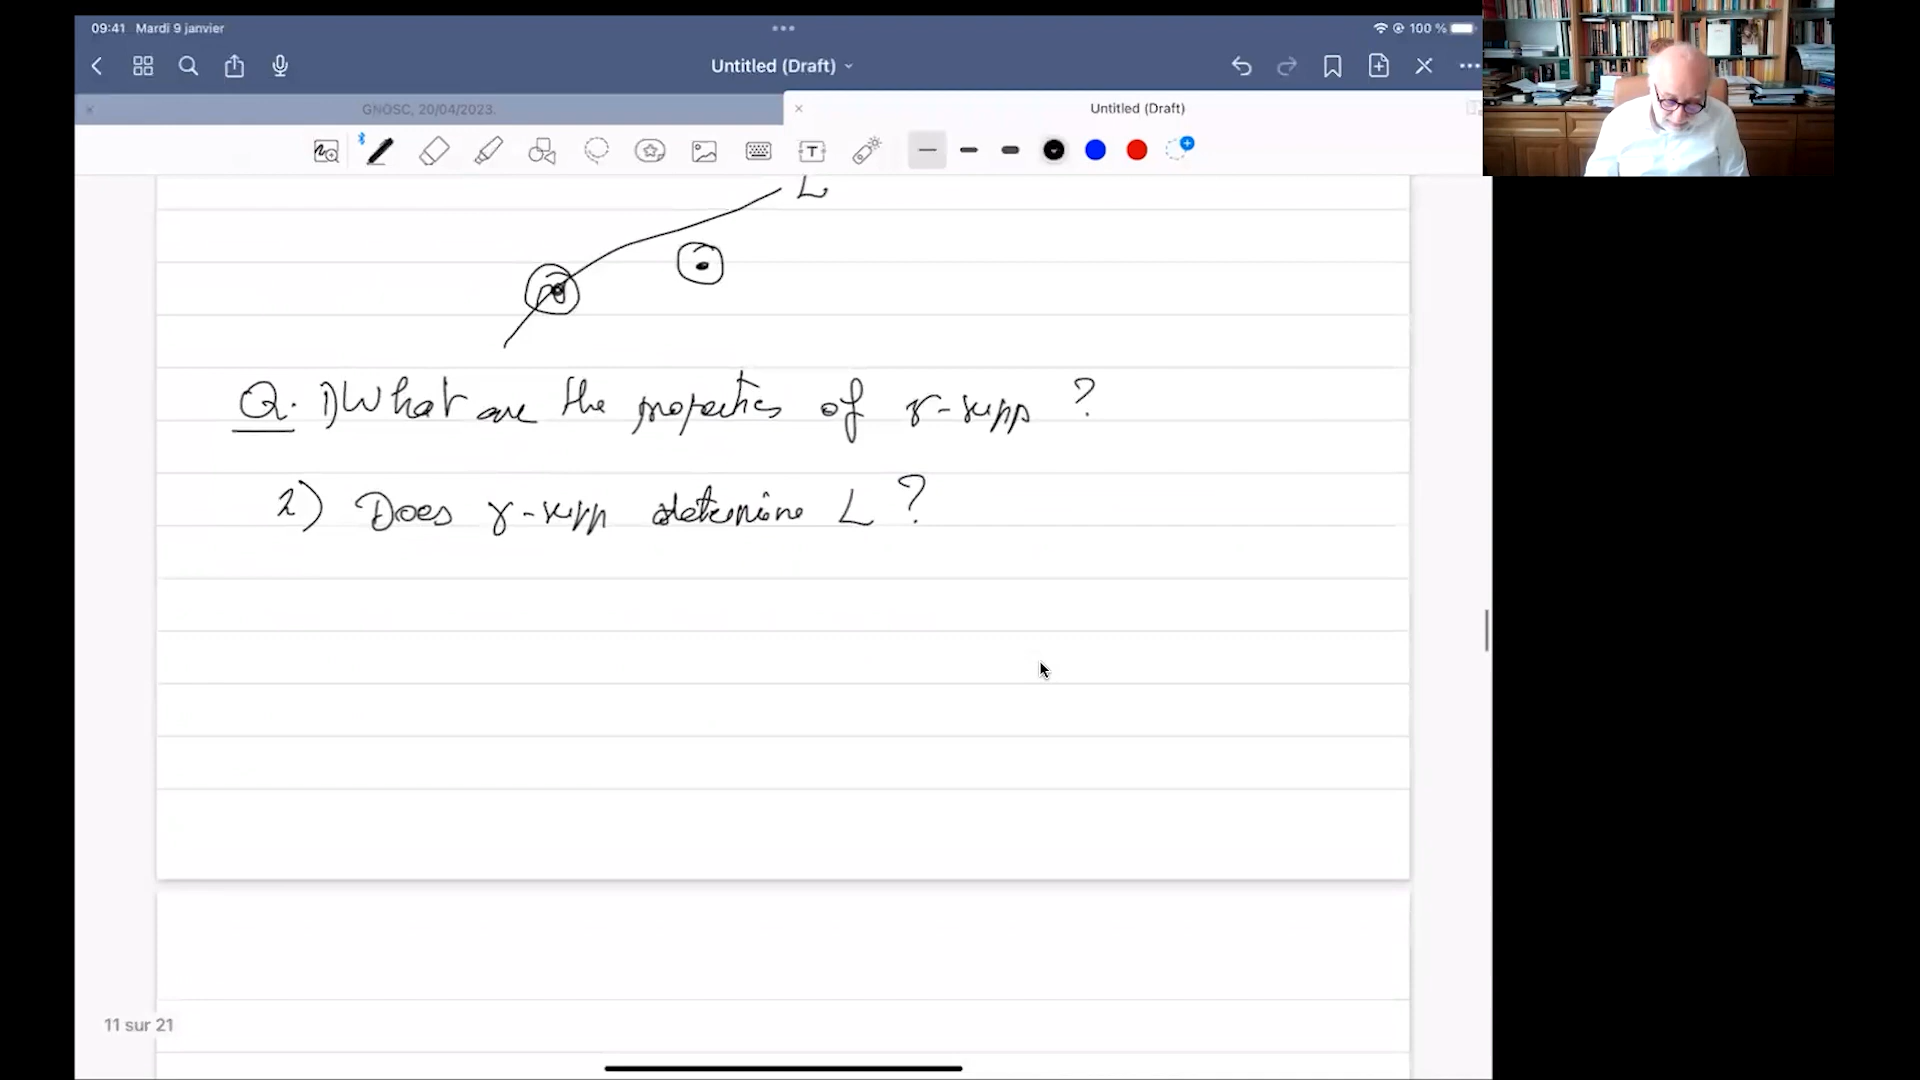 09:41 Mardi 9 janvier
100 %
Untitled (Draft)
GNOSC, 20/04/2023.
Untitled (Draft)
T
L
Q. 1) What are the properties of γ-supp ?
2) Does γ-supp determine L ?
11 sur 21